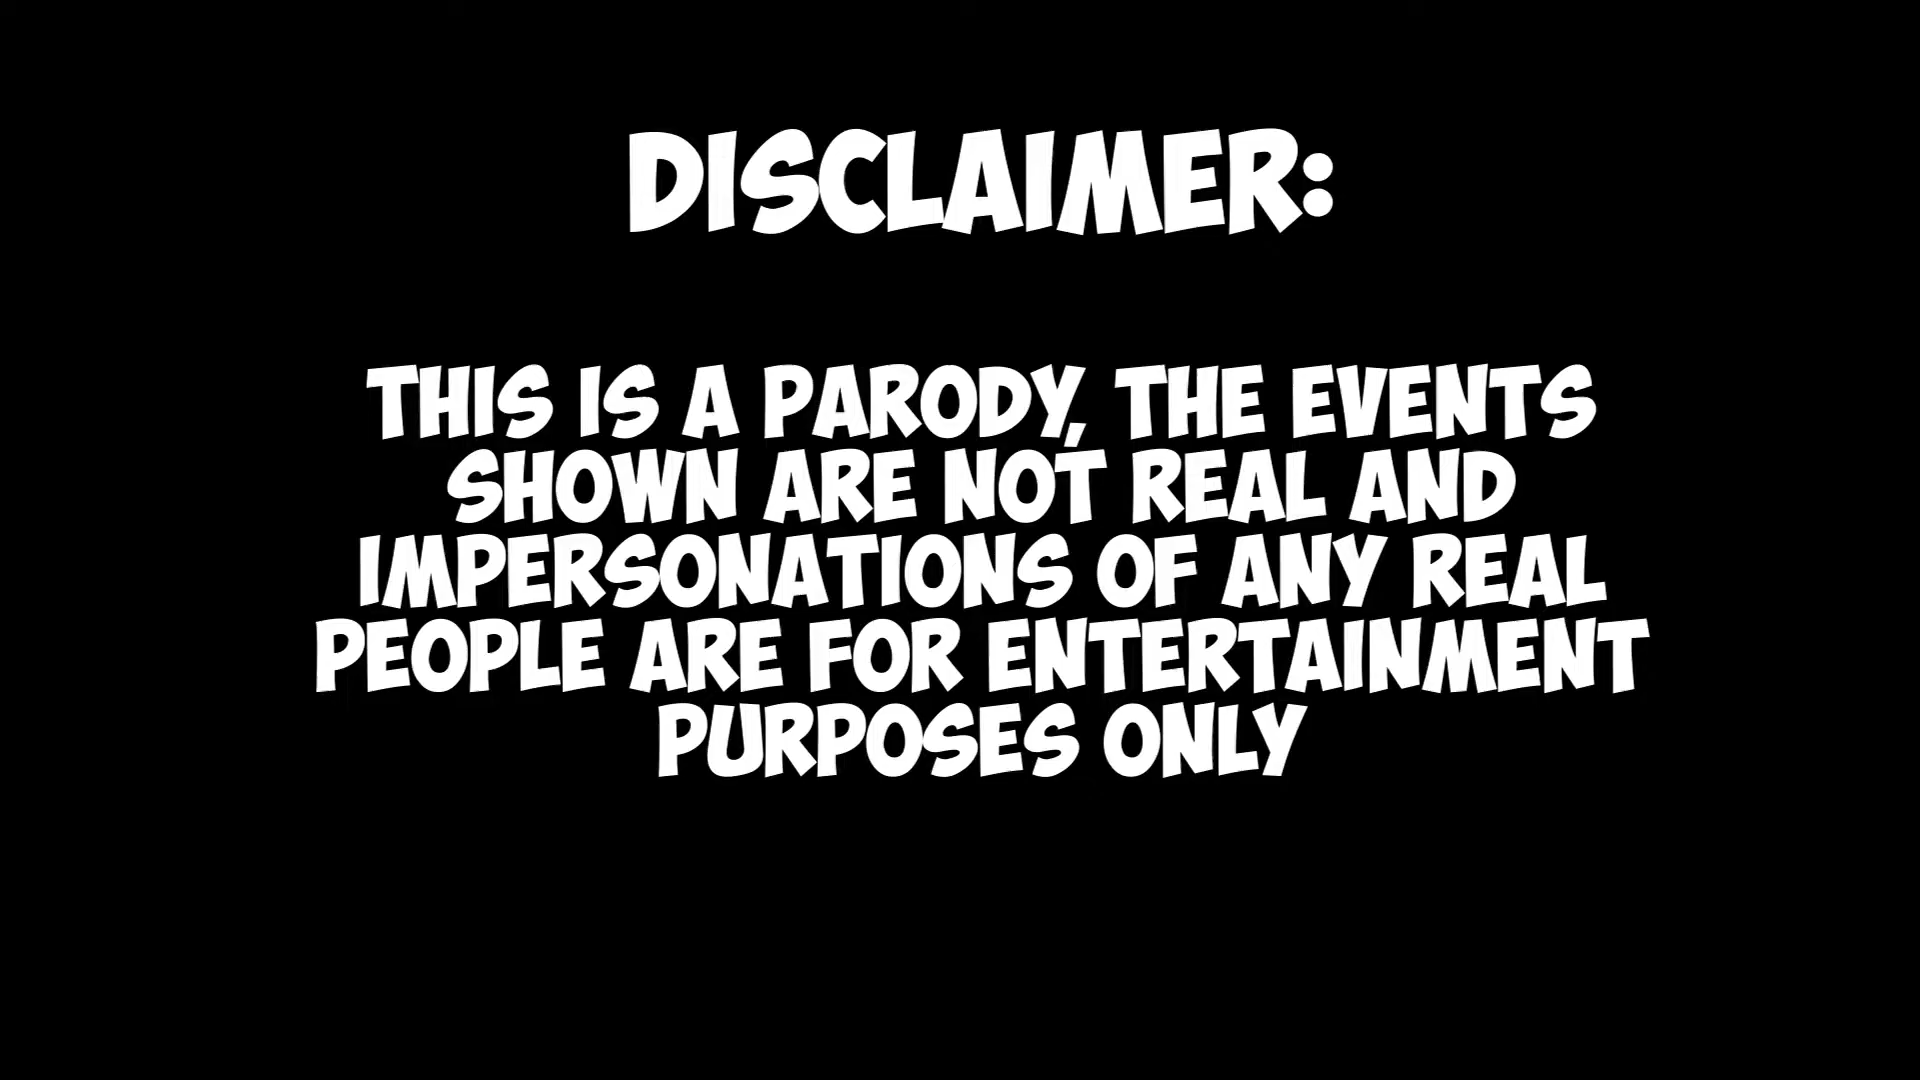 DISCLAIMER:
THIS IS A PARODY, THE EVENTS
SHOWN ARE NOT REAL AND
IMPERSONATIONS OF ANY REAL
PEOPLE ARE FOR ENTERTAINMENT
PURPOSES ONLY